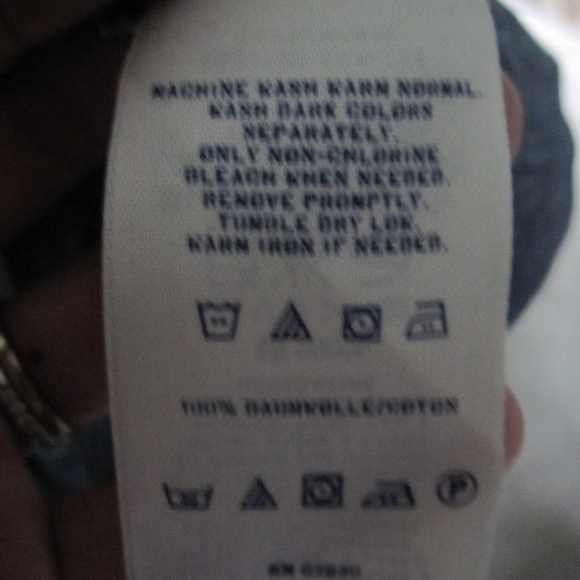 MACHINE WASH WARM NORMAL.
WASH DARK COLORS
SEPARATELY.
ONLY NON-CHLORINE
BLEACH WHEN NEEDED.
REMOVE PROMPTLY.
TUMBLE DRY LOW.
WARM IRON IF NEEDED.
100% BAUMWOLLE/COTON
P